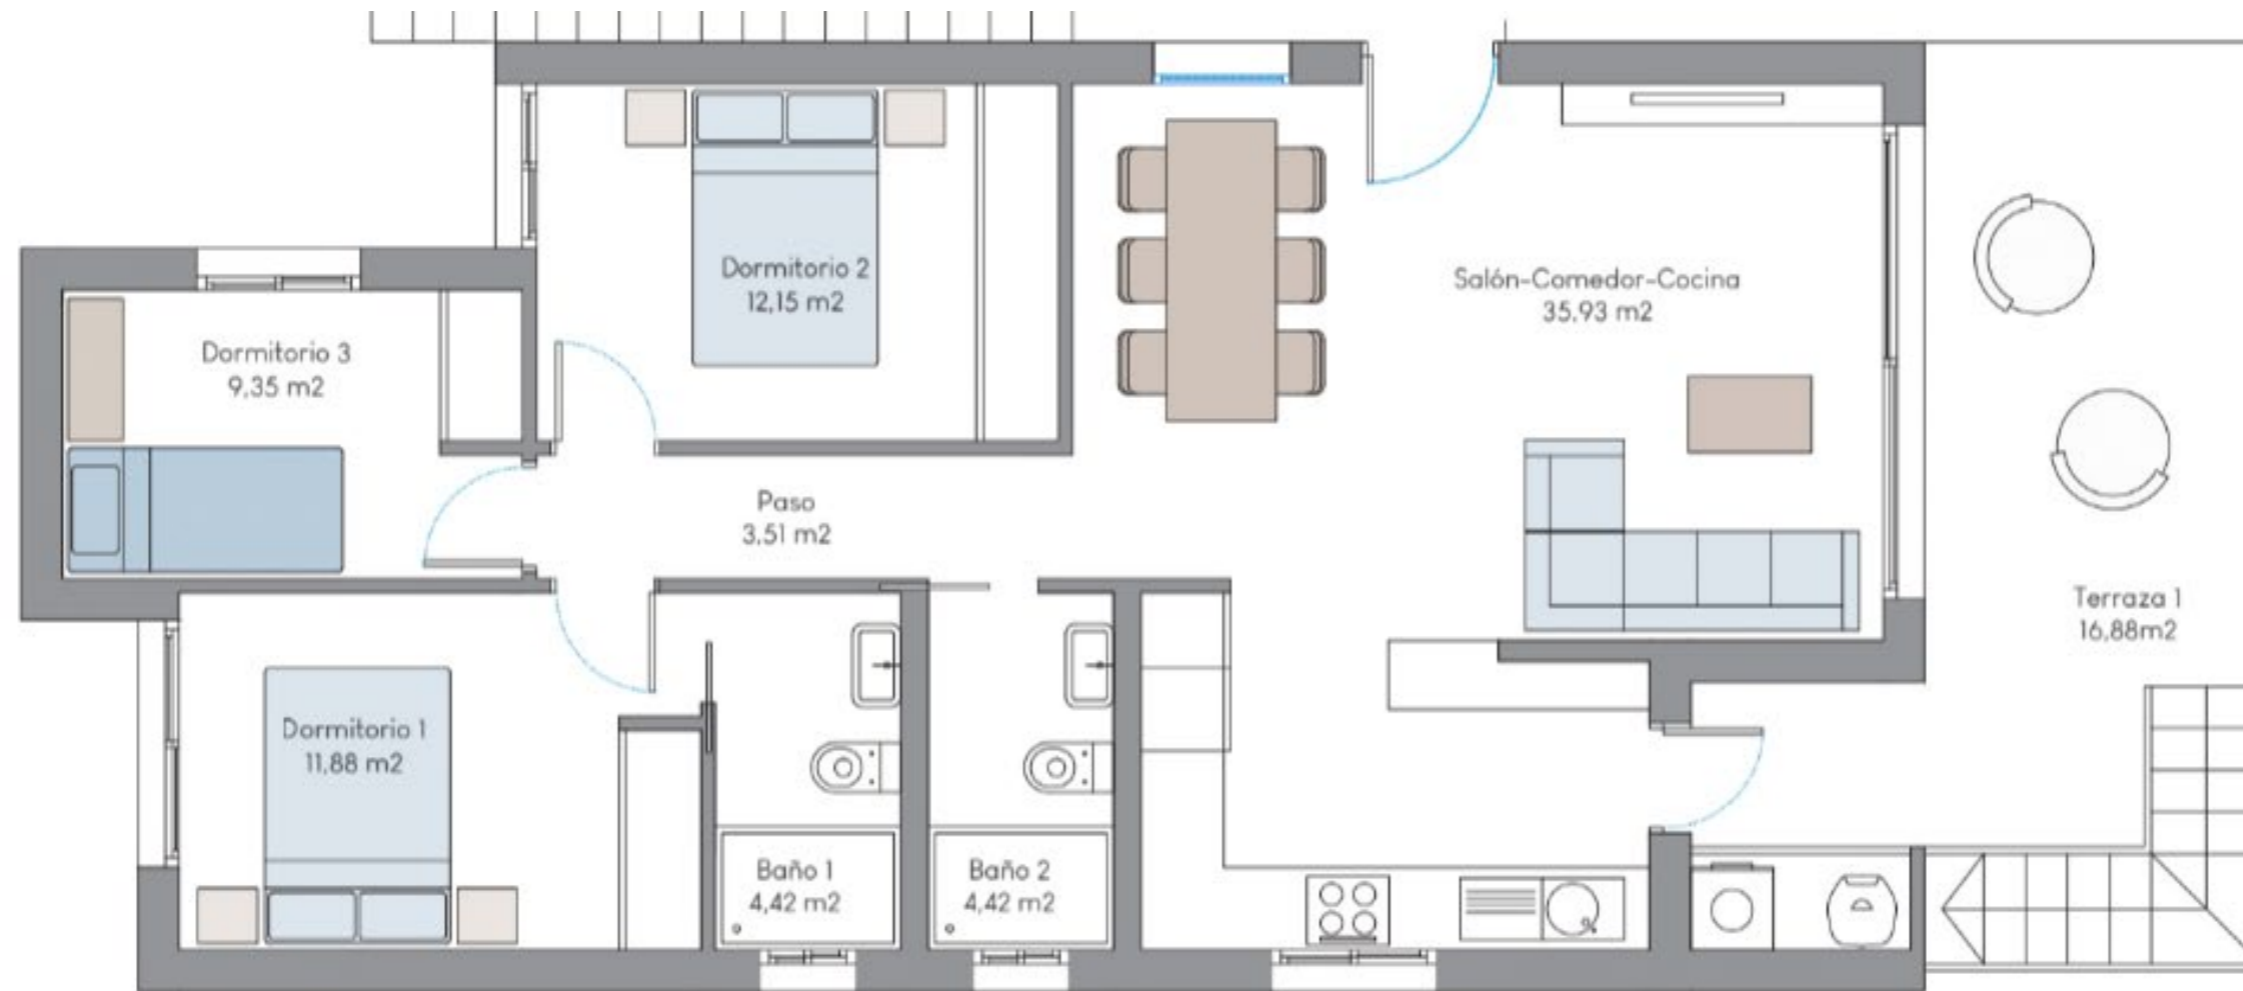 Dormitorio 2
12,15 m2
Salón-Comedor-Cocina
35,93 m2
Dormitorio 3
9,35 m2
Paso
3,51 m2
Terraza 1
16,88m2
Dormitorio 1
11,88 m2
Baño 1
4,42 m2
Baño 2
4,42 m2